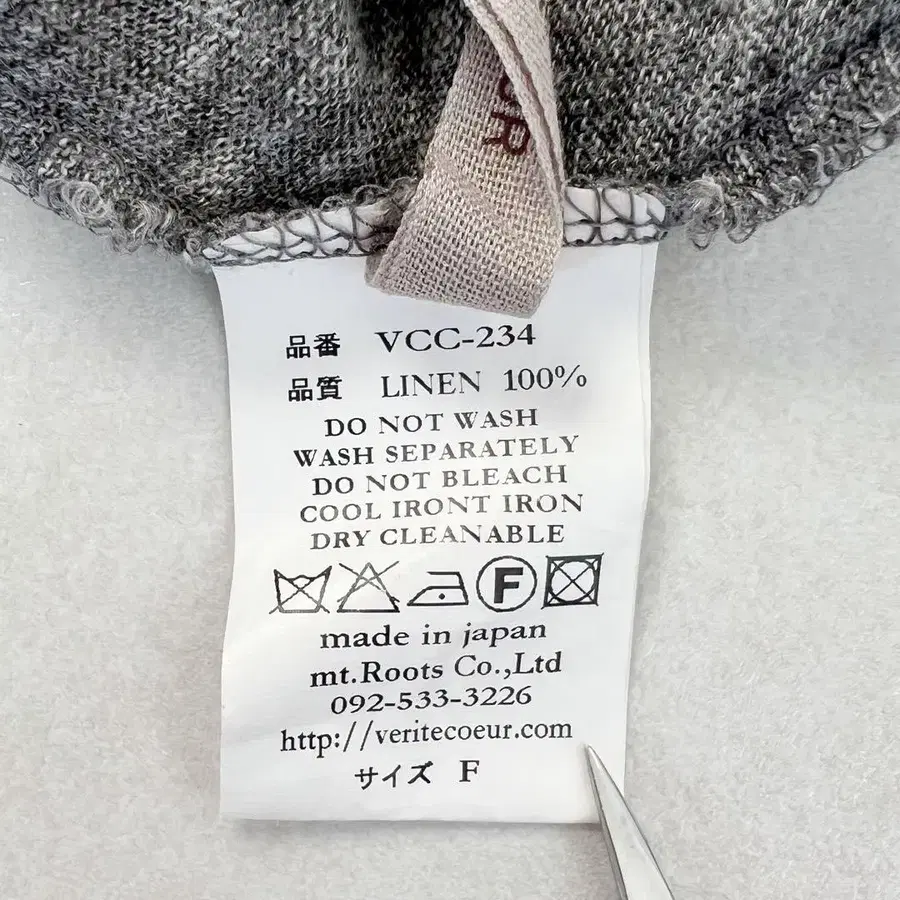 品番 VCC-234
品質 LINEN 100%
DO NOT WASH
WASH SEPARATELY
DO NOT BLEACH
COOL IRONT IRON
DRY CLEANABLE
F
made in japan
mt.Roots Co.,Ltd
092-533-3226
http://veritecoeur.com
サイズ F